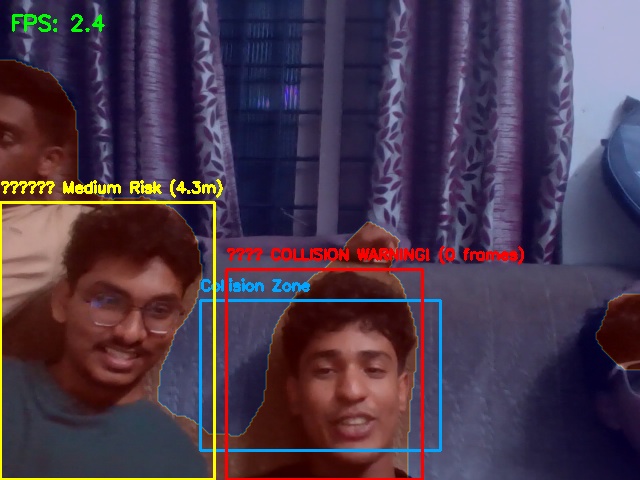 FPS: 2.4
?????? Medium Risk (4.3m)
???? COLLISION WARNING! (0 frames)
Collision Zone